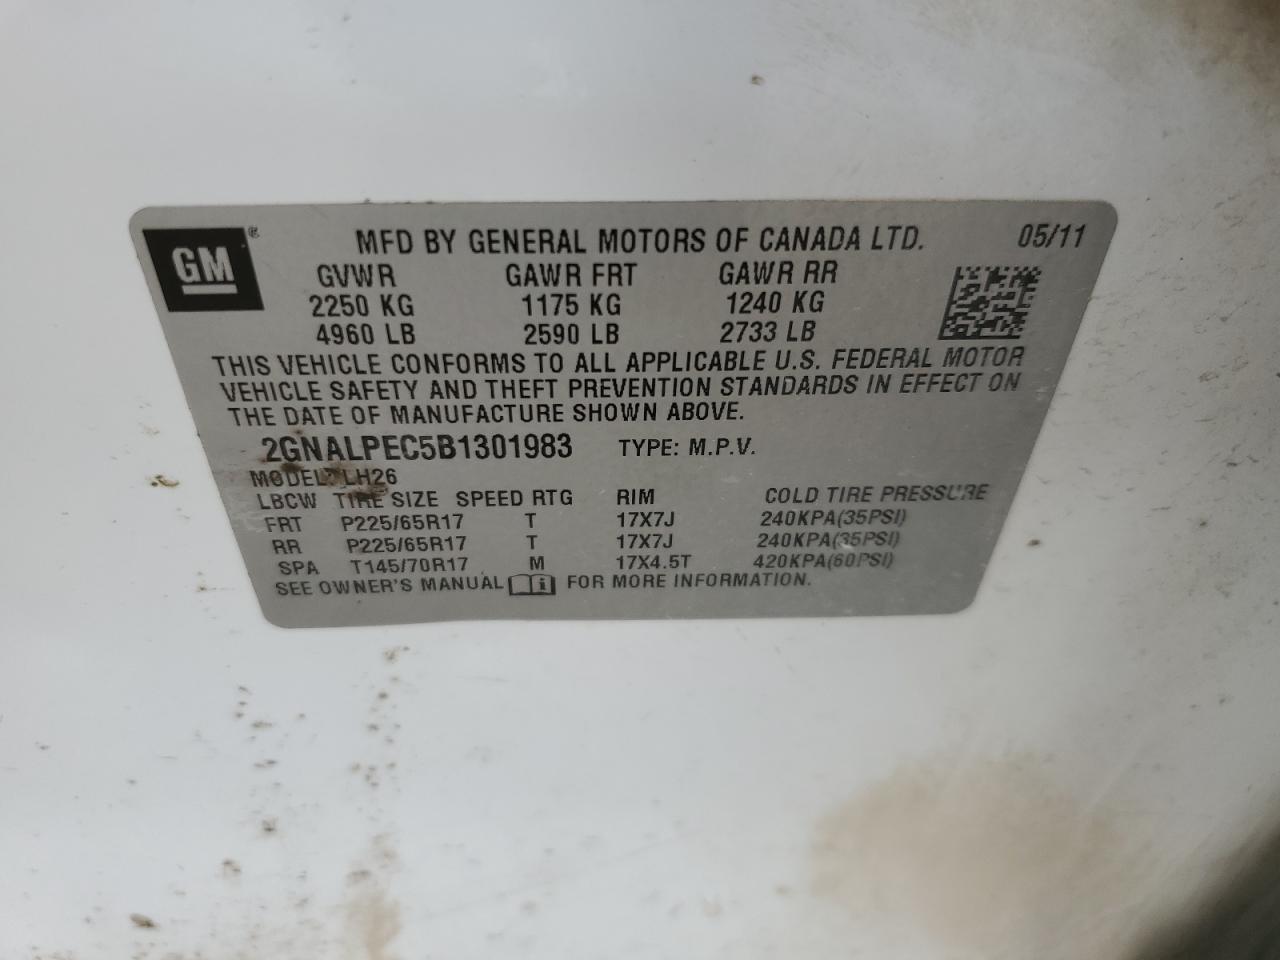 GM ®
MFD BY GENERAL MOTORS OF CANADA LTD. 05/11
GVWR GAWR FRT GAWR RR
2250 KG 1175 KG 1240 KG
4960 LB 2590 LB 2733 LB
THIS VEHICLE CONFORMS TO ALL APPLICABLE U.S. FEDERAL MOTOR
VEHICLE SAFETY AND THEFT PREVENTION STANDARDS IN EFFECT ON
THE DATE OF MANUFACTURE SHOWN ABOVE.
2GNALPEC5B1301983 TYPE: M.P.V.
MODEL: LH26
LBCW TIRE SIZE SPEED RTG RIM COLD TIRE PRESSURE
FRT P225/65R17 T 17X7J 240KPA(35PSI)
RR P225/65R17 T 17X7J 240KPA(35PSI)
SPA T145/70R17 M 17X4.5T 420KPA(60PSI)
SEE OWNER'S MANUAL i FOR MORE INFORMATION.